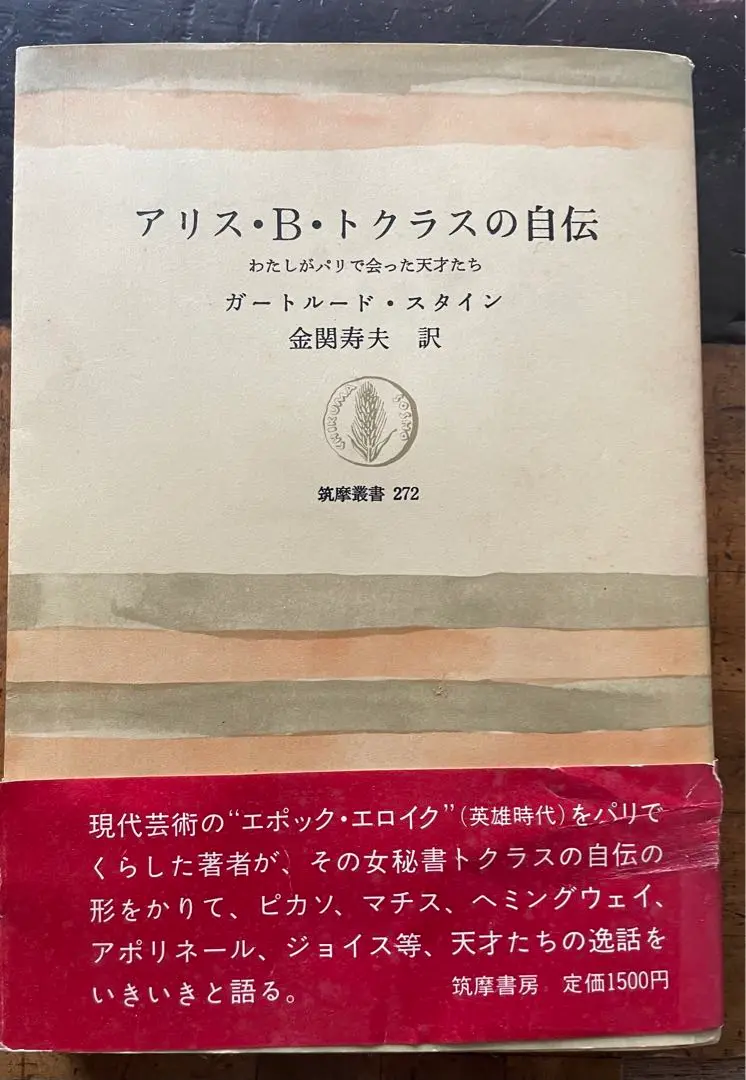 アリス・B・トクラスの自伝
わたしがパリで会った天才たち
ガートルード・スタイン
金関寿夫 訳
CHIKUMA SOSHO
筑摩叢書 272
現代芸術の“エポック・エロイク”(英雄時代)をパリで
くらした著者が、その女秘書トクラスの自伝の
形をかりて、ピカソ、マチス、ヘミングウェイ、
アポリネール、ジョイス等、天才たちの逸話を
いきいきと語る。
筑摩書房 定価1500円